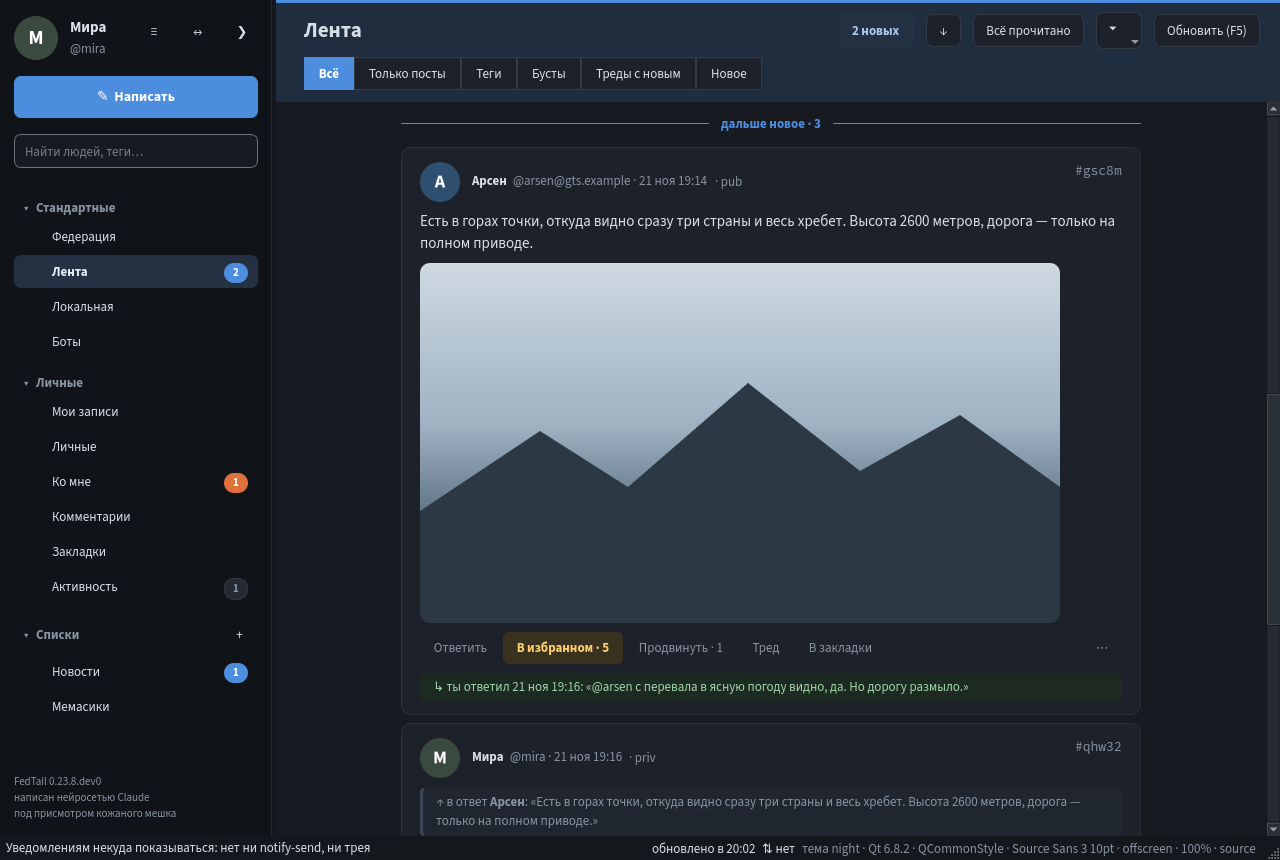 М
Мира
@mira
✎ Написать
Найти людей, теги…
Стандартные
Федерация
Лента 2
Локальная
Боты
Личные
Мои записи
Личные
Ко мне 1
Комментарии
Закладки
Активность 1
Списки +
Новости 1
Мемасики
FedTail 0.23.8.dev0
написан нейросетью Claude
под присмотром кожаного мешка
Лента
2 новых ↓ Всё прочитано Обновить (F5)
Всё Только посты Теги Бусты Треды с новым Новое
дальше новое · 3
А
Арсен @arsen@gts.example · 21 ноя 19:14 · pub #gsc8m
Есть в горах точки, откуда видно сразу три страны и весь хребет. Высота 2600 метров, дорога — только на
полном приводе.
Ответить В избранном · 5 Продвинуть · 1 Тред В закладки ⋯
↳ ты ответил 21 ноя 19:16: «@arsen с перевала в ясную погоду видно, да. Но дорогу размыло.»
М
Мира @mira · 21 ноя 19:16 · priv #qhw32
↑ в ответ Арсен: «Есть в горах точки, откуда видно сразу три страны и весь хребет. Высота 2600 метров, дорога —
только на полном приводе.»
Уведомлениям некуда показываться: нет ни notify-send, ни трея
обновлено в 20:02 ⇅ нет тема night · Qt 6.8.2 · QCommonStyle · Source Sans 3 10pt · offscreen · 100% · source